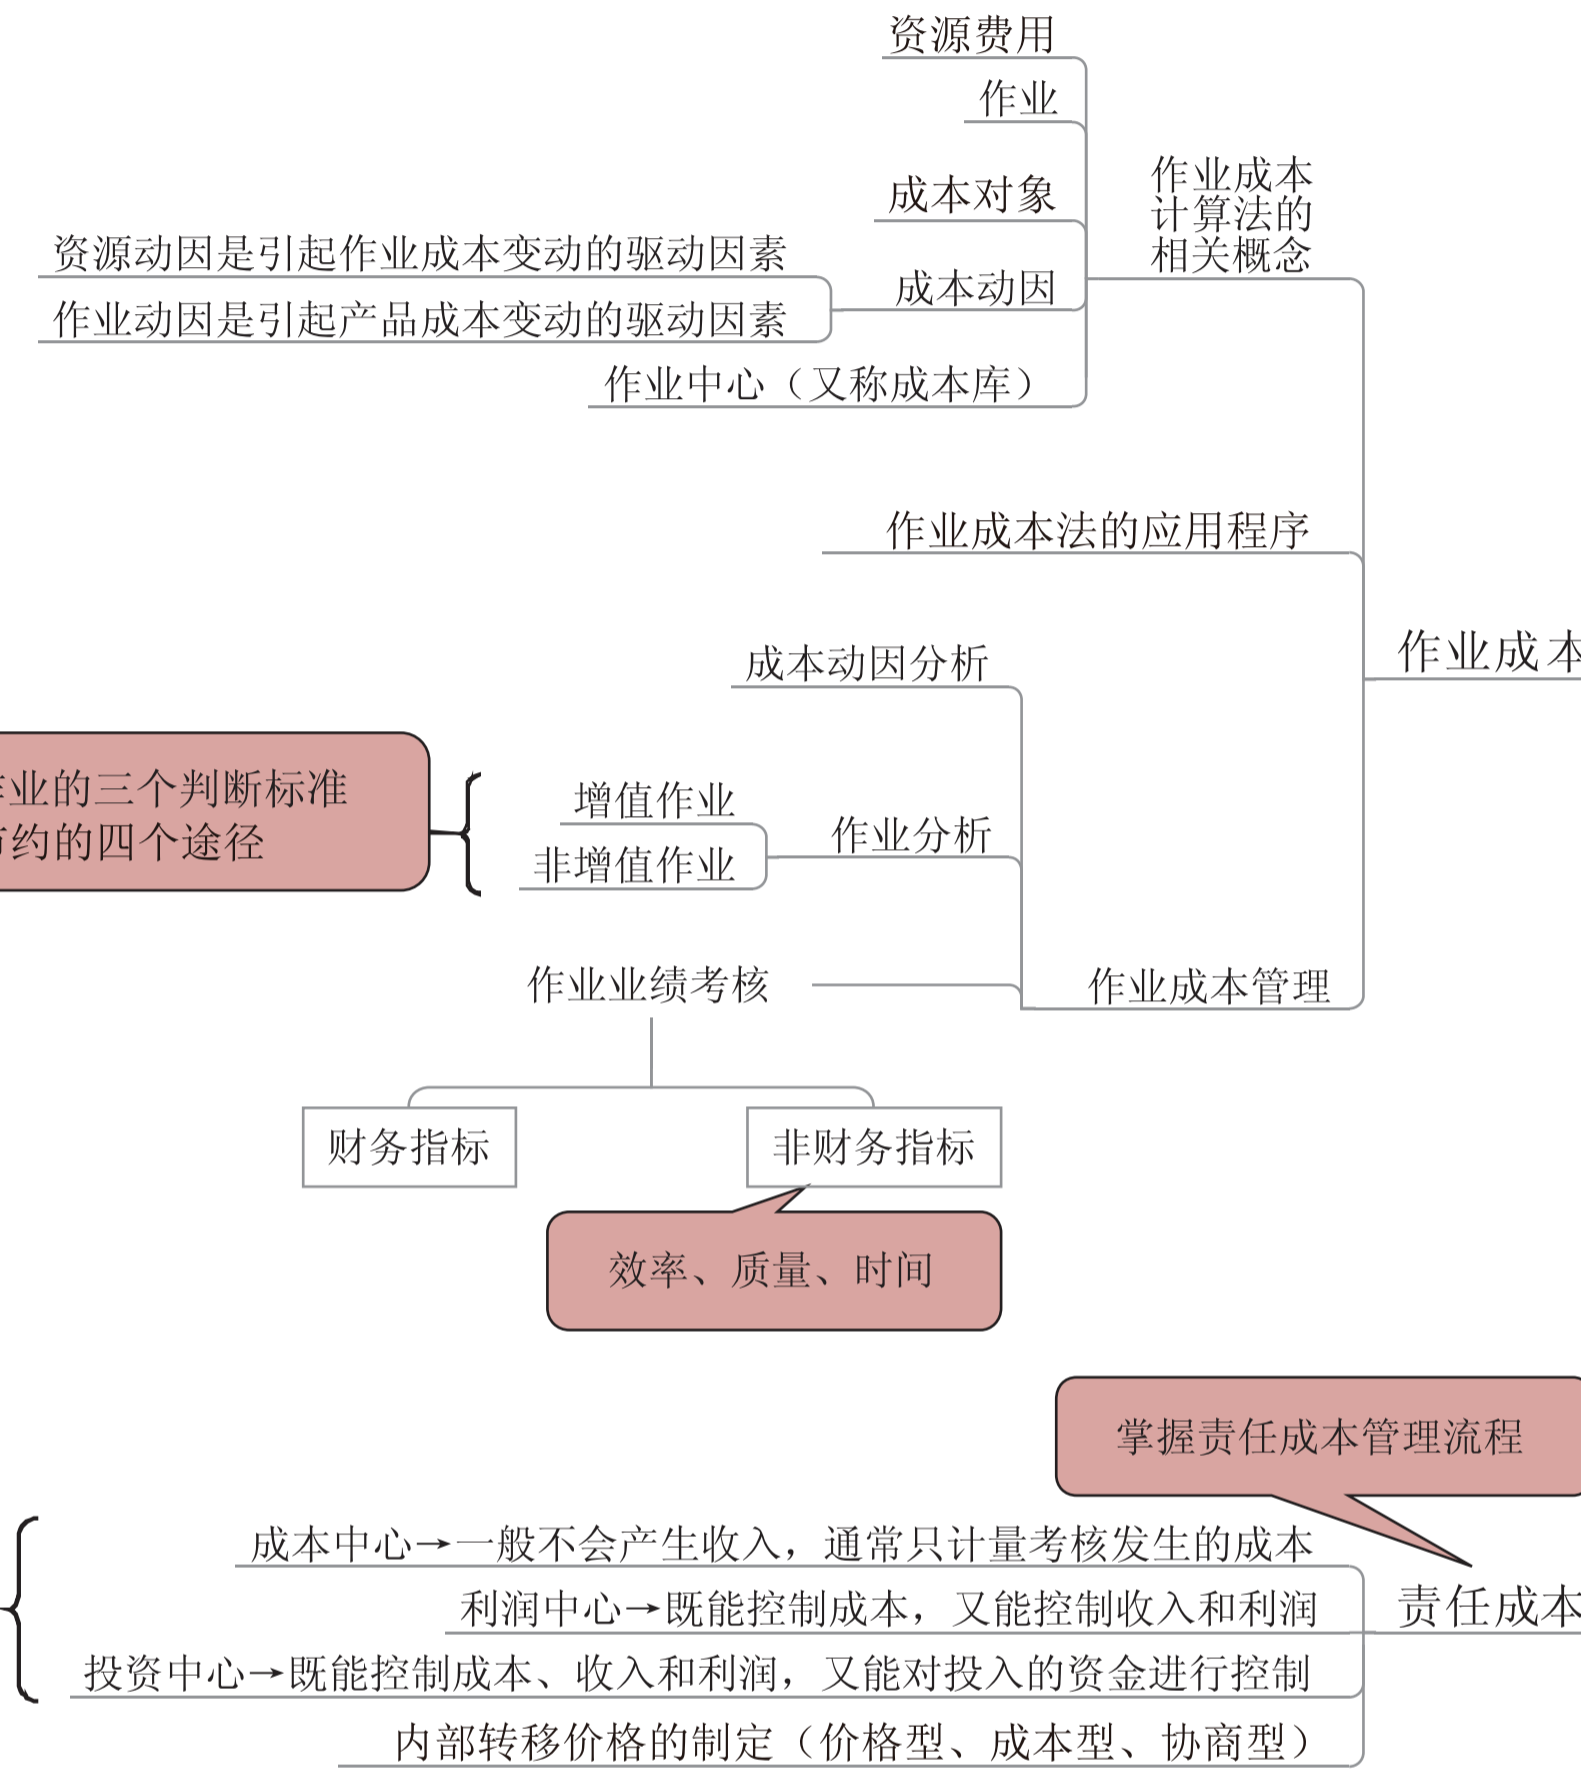 资源费用
作业
成本对象
作业成本
计算法的
相关概念
资源动因是引起作业成本变动的驱动因素
成本动因
作业动因是引起产品成本变动的驱动因素
作业中心（又称成本库）
作业成本法的应用程序
作业成本
成本动因分析
业的三个判断标准
约的四个途径
增值作业
作业分析
非增值作业
作业业绩考核
作业成本管理
财务指标
非财务指标
效率、质量、时间
掌握责任成本管理流程
成本中心→一般不会产生收入，通常只计量考核发生的成本
利润中心→既能控制成本，又能控制收入和利润
责任成本
投资中心→既能控制成本、收入和利润，又能对投入的资金进行控制
内部转移价格的制定（价格型、成本型、协商型）